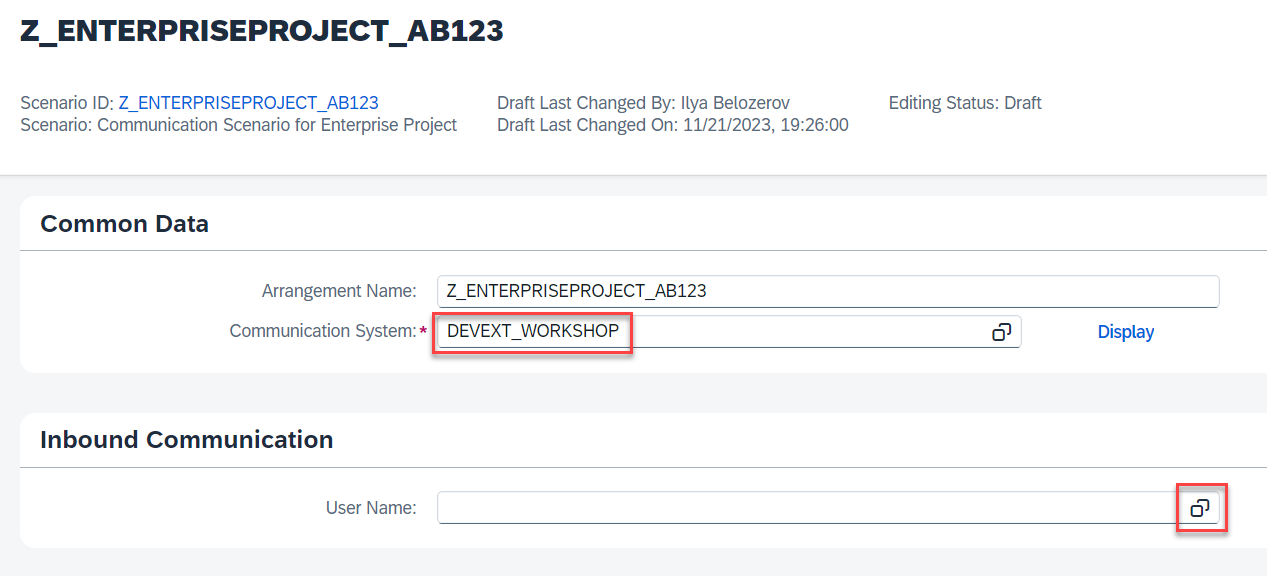 Z_ENTERPRISEPROJECT_AB123
Scenario ID: Z_ENTERPRISEPROJECT_AB123
Scenario: Communication Scenario for Enterprise Project
Draft Last Changed By: Ilya Belozerov
Draft Last Changed On: 11/21/2023, 19:26:00
Editing Status: Draft
Common Data
Arrangement Name: Z_ENTERPRISEPROJECT_AB123
Communication System:* DEVEXT_WORKSHOP Display
Inbound Communication
User Name: